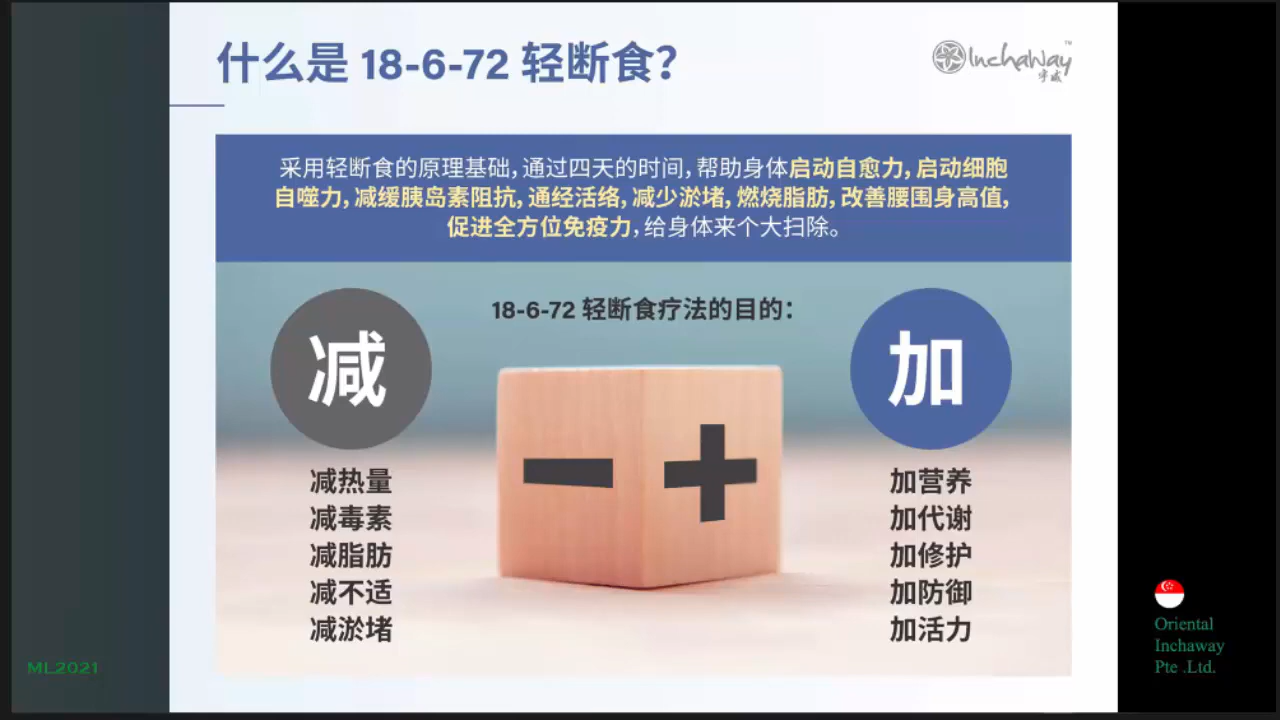 什么是 18-6-72 轻断食？
InchaWay™
宇威
采用轻断食的原理基础，通过四天的时间，帮助身体启动自愈力，启动细胞
自噬力，减缓胰岛素阻抗，通经活络，减少淤堵，燃烧脂肪，改善腰围身高值，
促进全方位免疫力，给身体来个大扫除。
18-6-72 轻断食疗法的目的：
减
减热量
减毒素
减脂肪
减不适
减淤堵
加
加营养
加代谢
加修护
加防御
加活力
ML2021
Oriental
Inchaway
Pte .Ltd.